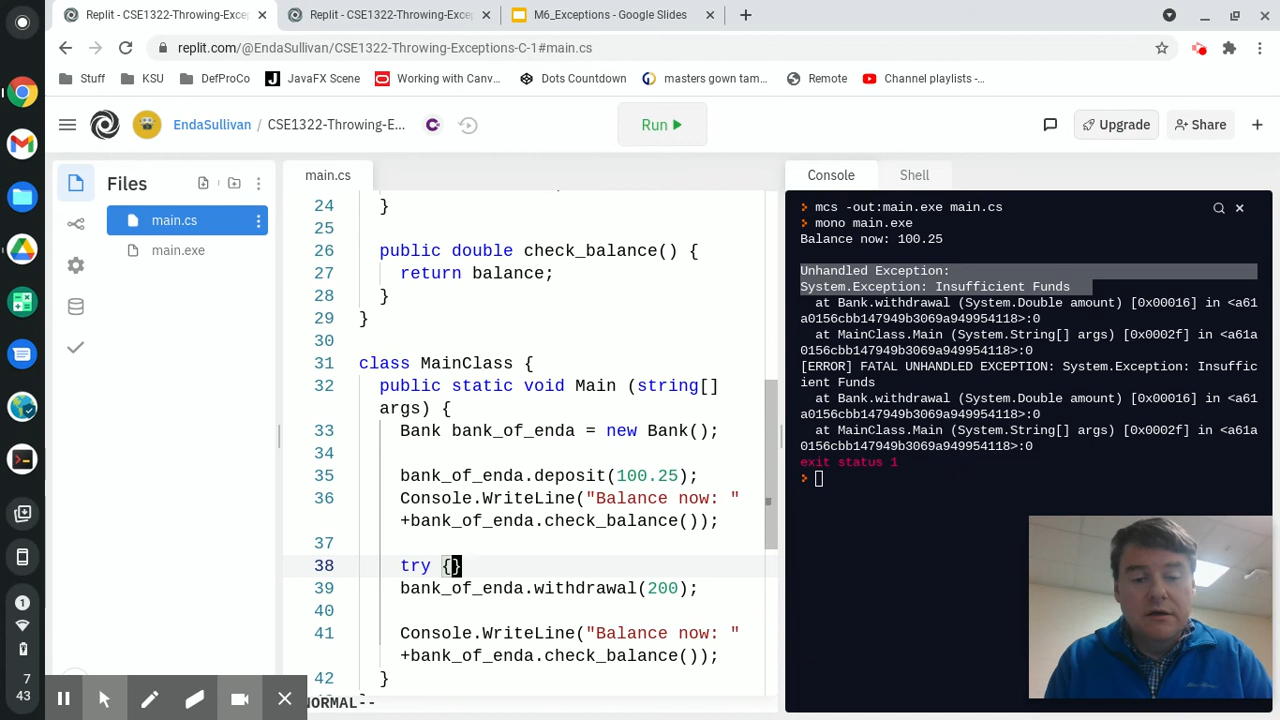 Replit - CSE1322-Throwing-Excep
Replit - CSE1322-Throwing-Excep
M6_Exceptions - Google Slides
replit.com/@EndaSullivan/CSE1322-Throwing-Exceptions-C-1#main.cs
Stuff
KSU
DefProCo
JavaFX Scene
Working with Canv...
Dots Countdown
masters gown tam...
Remote
Channel playlists -...
EndaSullivan / CSE1322-Throwing-E...
Run
Upgrade
Share
Files
main.cs
main.exe
main.cs
24 }
25
26 public double check_balance() {
27 return balance;
28 }
29 }
30
31 class MainClass {
32 public static void Main (string[]
args) {
33 Bank bank_of_enda = new Bank();
34
35 bank_of_enda.deposit(100.25);
36 Console.WriteLine("Balance now: "
+bank_of_enda.check_balance());
37
38 try {}
39 bank_of_enda.withdrawal(200);
40
41 Console.WriteLine("Balance now: "
+bank_of_enda.check_balance());
42 }
NORMAL--
Console
Shell
mcs -out:main.exe main.cs
mono main.exe
Balance now: 100.25
Unhandled Exception:
System.Exception: Insufficient Funds
at Bank.withdrawal (System.Double amount) [0x00016] in <a61
a0156cbb147949b3069a949954118>:0
at MainClass.Main (System.String[] args) [0x0002f] in <a61a
0156cbb147949b3069a949954118>:0
[ERROR] FATAL UNHANDLED EXCEPTION: System.Exception: Insuffic
ient Funds
at Bank.withdrawal (System.Double amount) [0x00016] in <a61
a0156cbb147949b3069a949954118>:0
at MainClass.Main (System.String[] args) [0x0002f] in <a61a
0156cbb147949b3069a949954118>:0
exit status 1
1
7
43